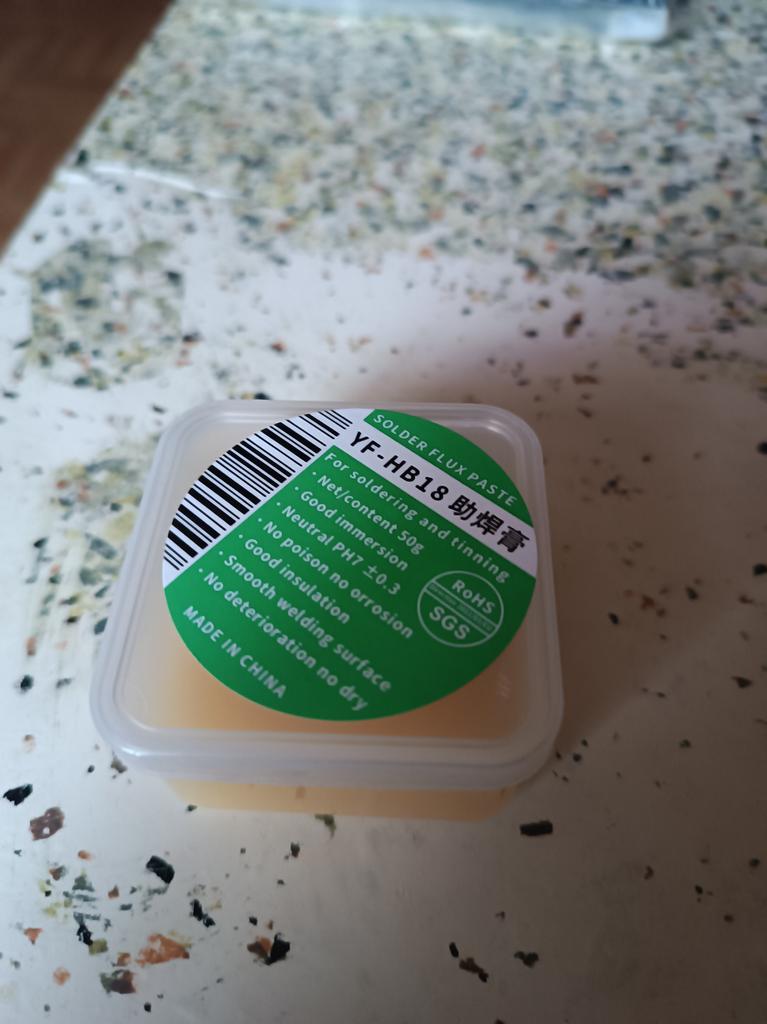 SOLDER FLUX PASTE
YF-HB18 助焊膏
For soldering and tinning
· Net/content 50g
· Good immersion
· Neutral PH7 ±0.3
· No poison no orrosion
· Good insulation
· Smooth welding surface
· No deterioration no dry
MADE IN CHINA
RoHS
SGS